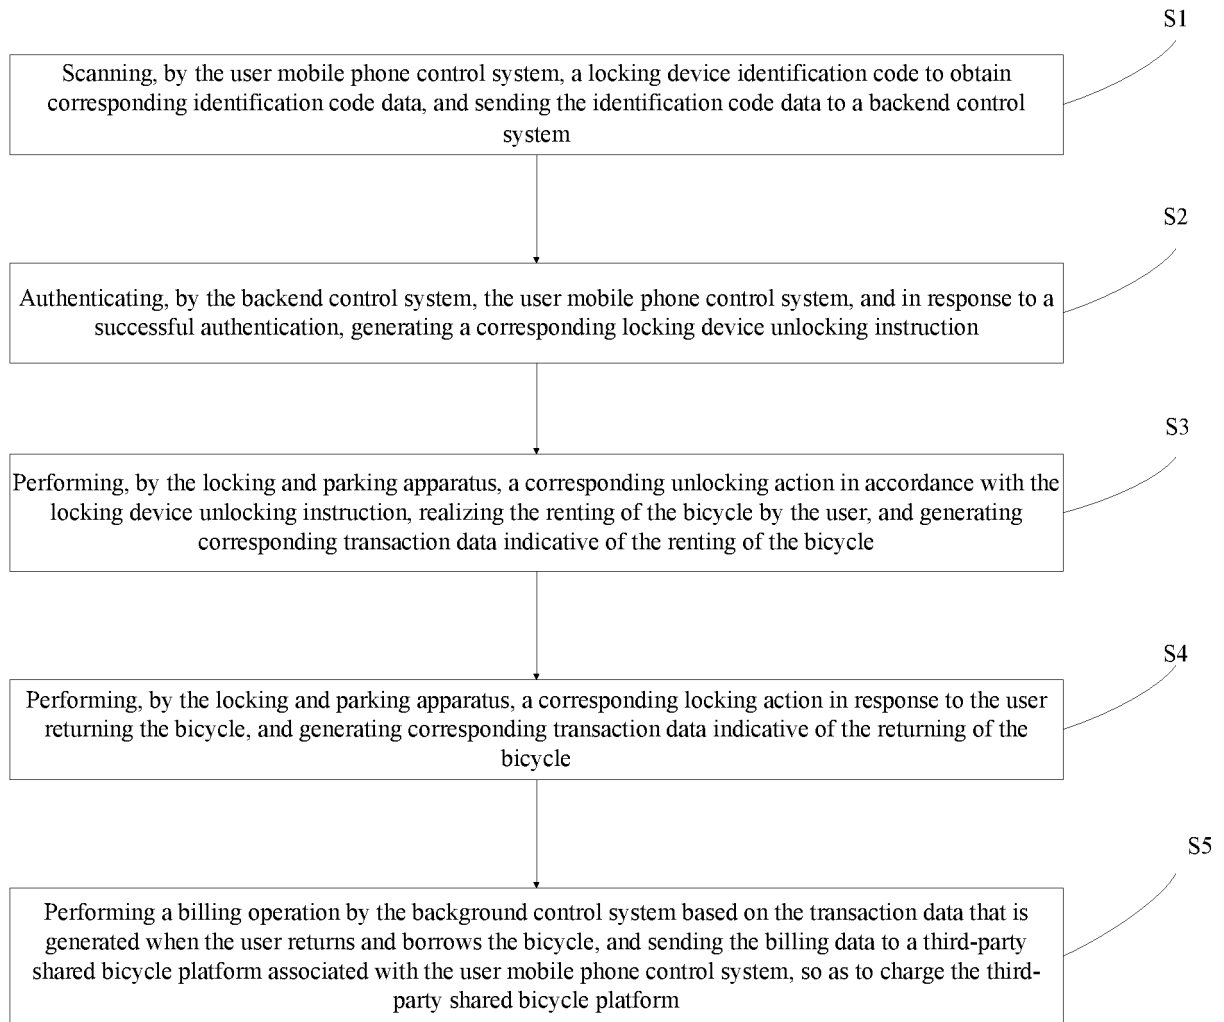 S1
Scanning, by the user mobile phone control system, a locking device identification code to obtain
corresponding identification code data, and sending the identification code data to a backend control
system
S2
Authenticating, by the backend control system, the user mobile phone control system, and in response to a
successful authentication, generating a corresponding locking device unlocking instruction
S3
Performing, by the locking and parking apparatus, a corresponding unlocking action in accordance with the
locking device unlocking instruction, realizing the renting of the bicycle by the user, and generating
corresponding transaction data indicative of the renting of the bicycle
S4
Performing, by the locking and parking apparatus, a corresponding locking action in response to the user
returning the bicycle, and generating corresponding transaction data indicative of the returning of the
bicycle
S5
Performing a billing operation by the background control system based on the transaction data that is
generated when the user returns and borrows the bicycle, and sending the billing data to a third-party
shared bicycle platform associated with the user mobile phone control system, so as to charge the third-
party shared bicycle platform